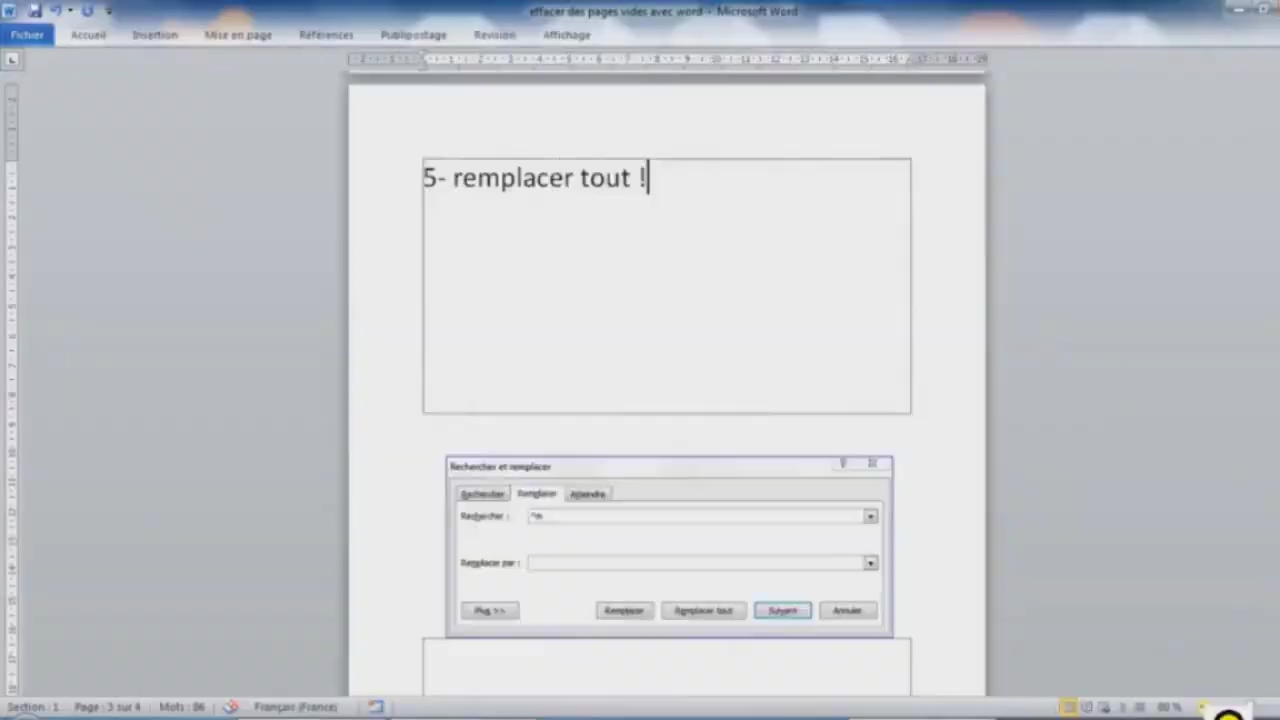 effacer des pages vides avec word - Microsoft Word
Fichier Accueil Insertion Mise en page Références Publipostage Révision Affichage
5- remplacer tout !
Rechercher et remplacer
Rechercher Remplacer Atteindre
Rechercher : ^m
Remplacer par :
Plus >> Remplacer Remplacer tout Suivant Annuler
Section : 1 Page : 3 sur 4 Mots : 86 Français (France) 80 %